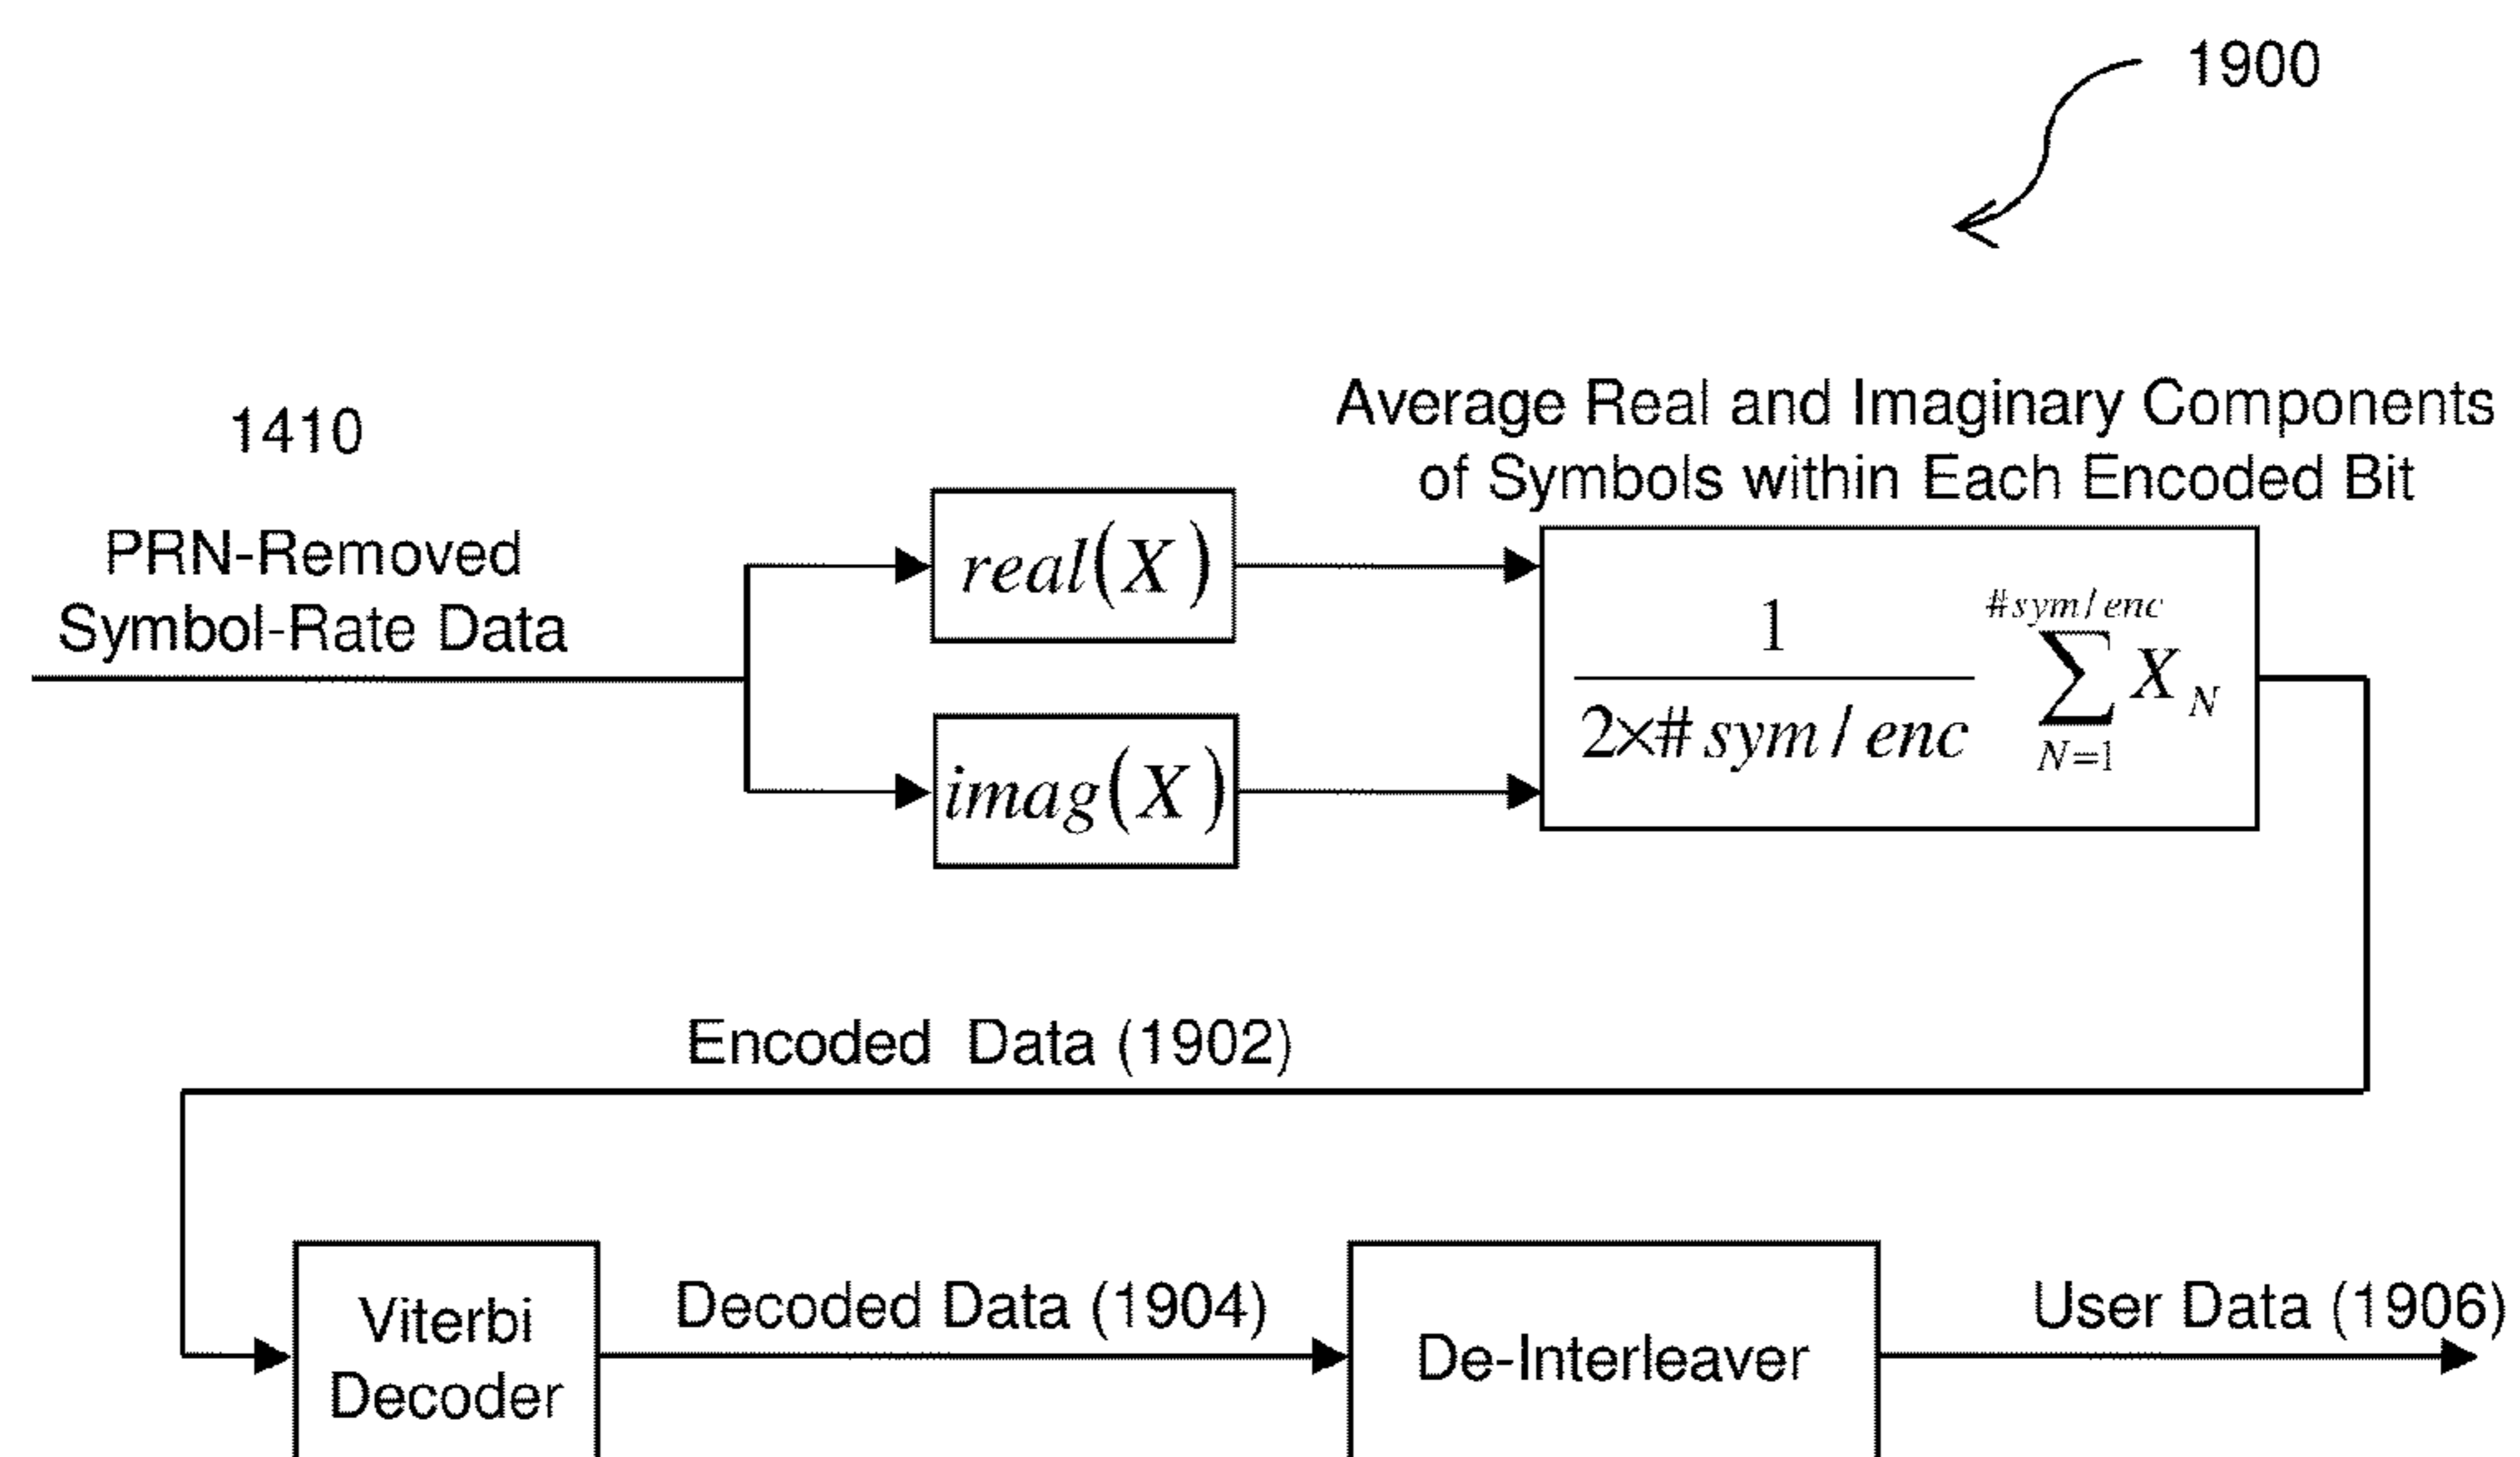 1900
1410
PRN-Removed
Symbol-Rate Data
real(X)
imag(X)
Average Real and Imaginary Components
of Symbols within Each Encoded Bit
1
2×# sym / enc
#sym / enc
∑ X N
N=1
Encoded Data (1902)
Viterbi
Decoder
Decoded Data (1904)
De-Interleaver
User Data (1906)